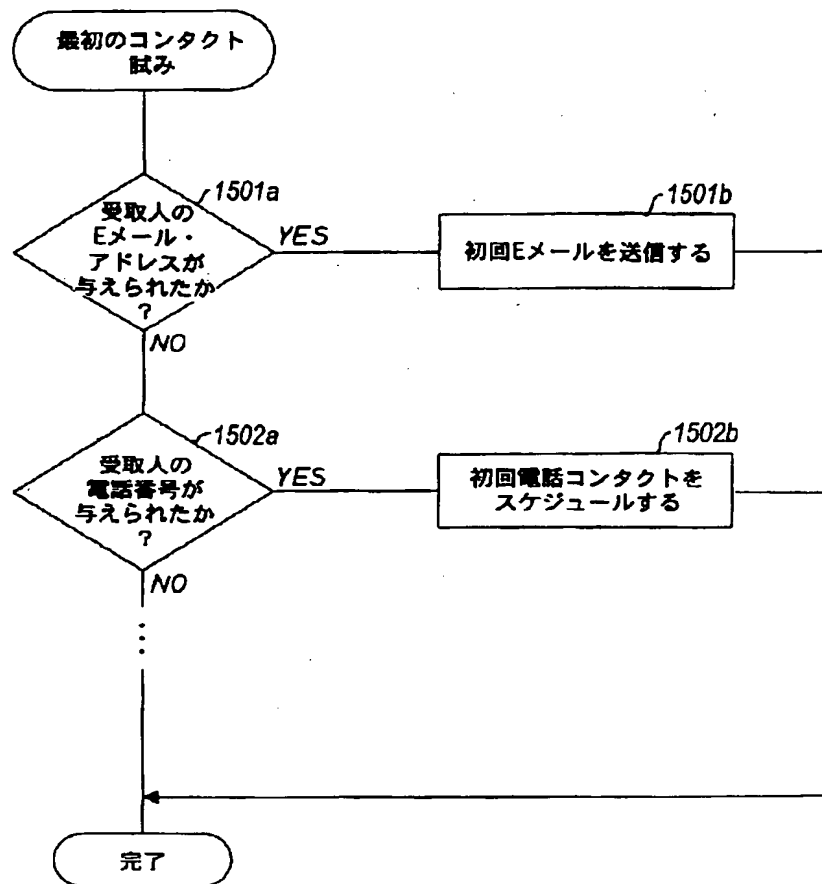 最初のコンタクト
試み
1501a
受取人の
Eメール・
アドレスが
与えられたか
?
YES
1501b
初回Eメールを送信する
NO
1502a
受取人の
電話番号が
与えられたか
?
YES
1502b
初回電話コンタクトを
スケジュールする
NO
⋮
完了